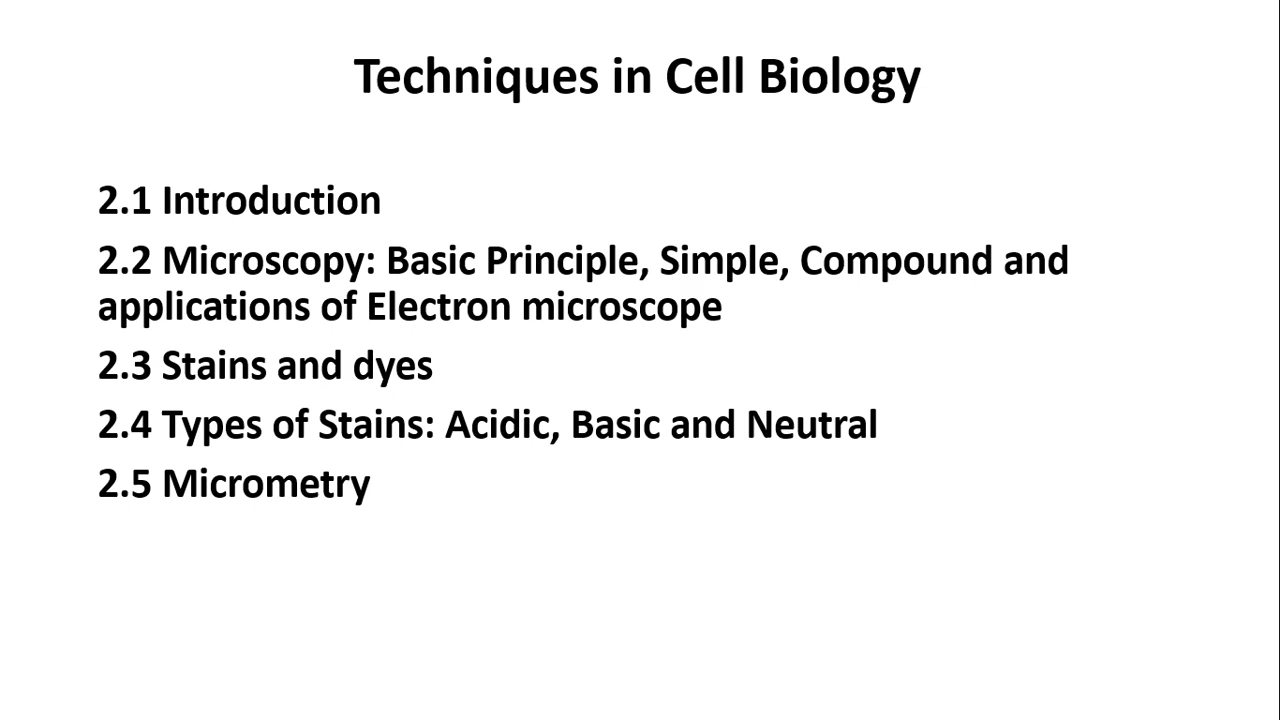 Techniques in Cell Biology
2.1 Introduction
2.2 Microscopy: Basic Principle, Simple, Compound and
applications of Electron microscope
2.3 Stains and dyes
2.4 Types of Stains: Acidic, Basic and Neutral
2.5 Micrometry